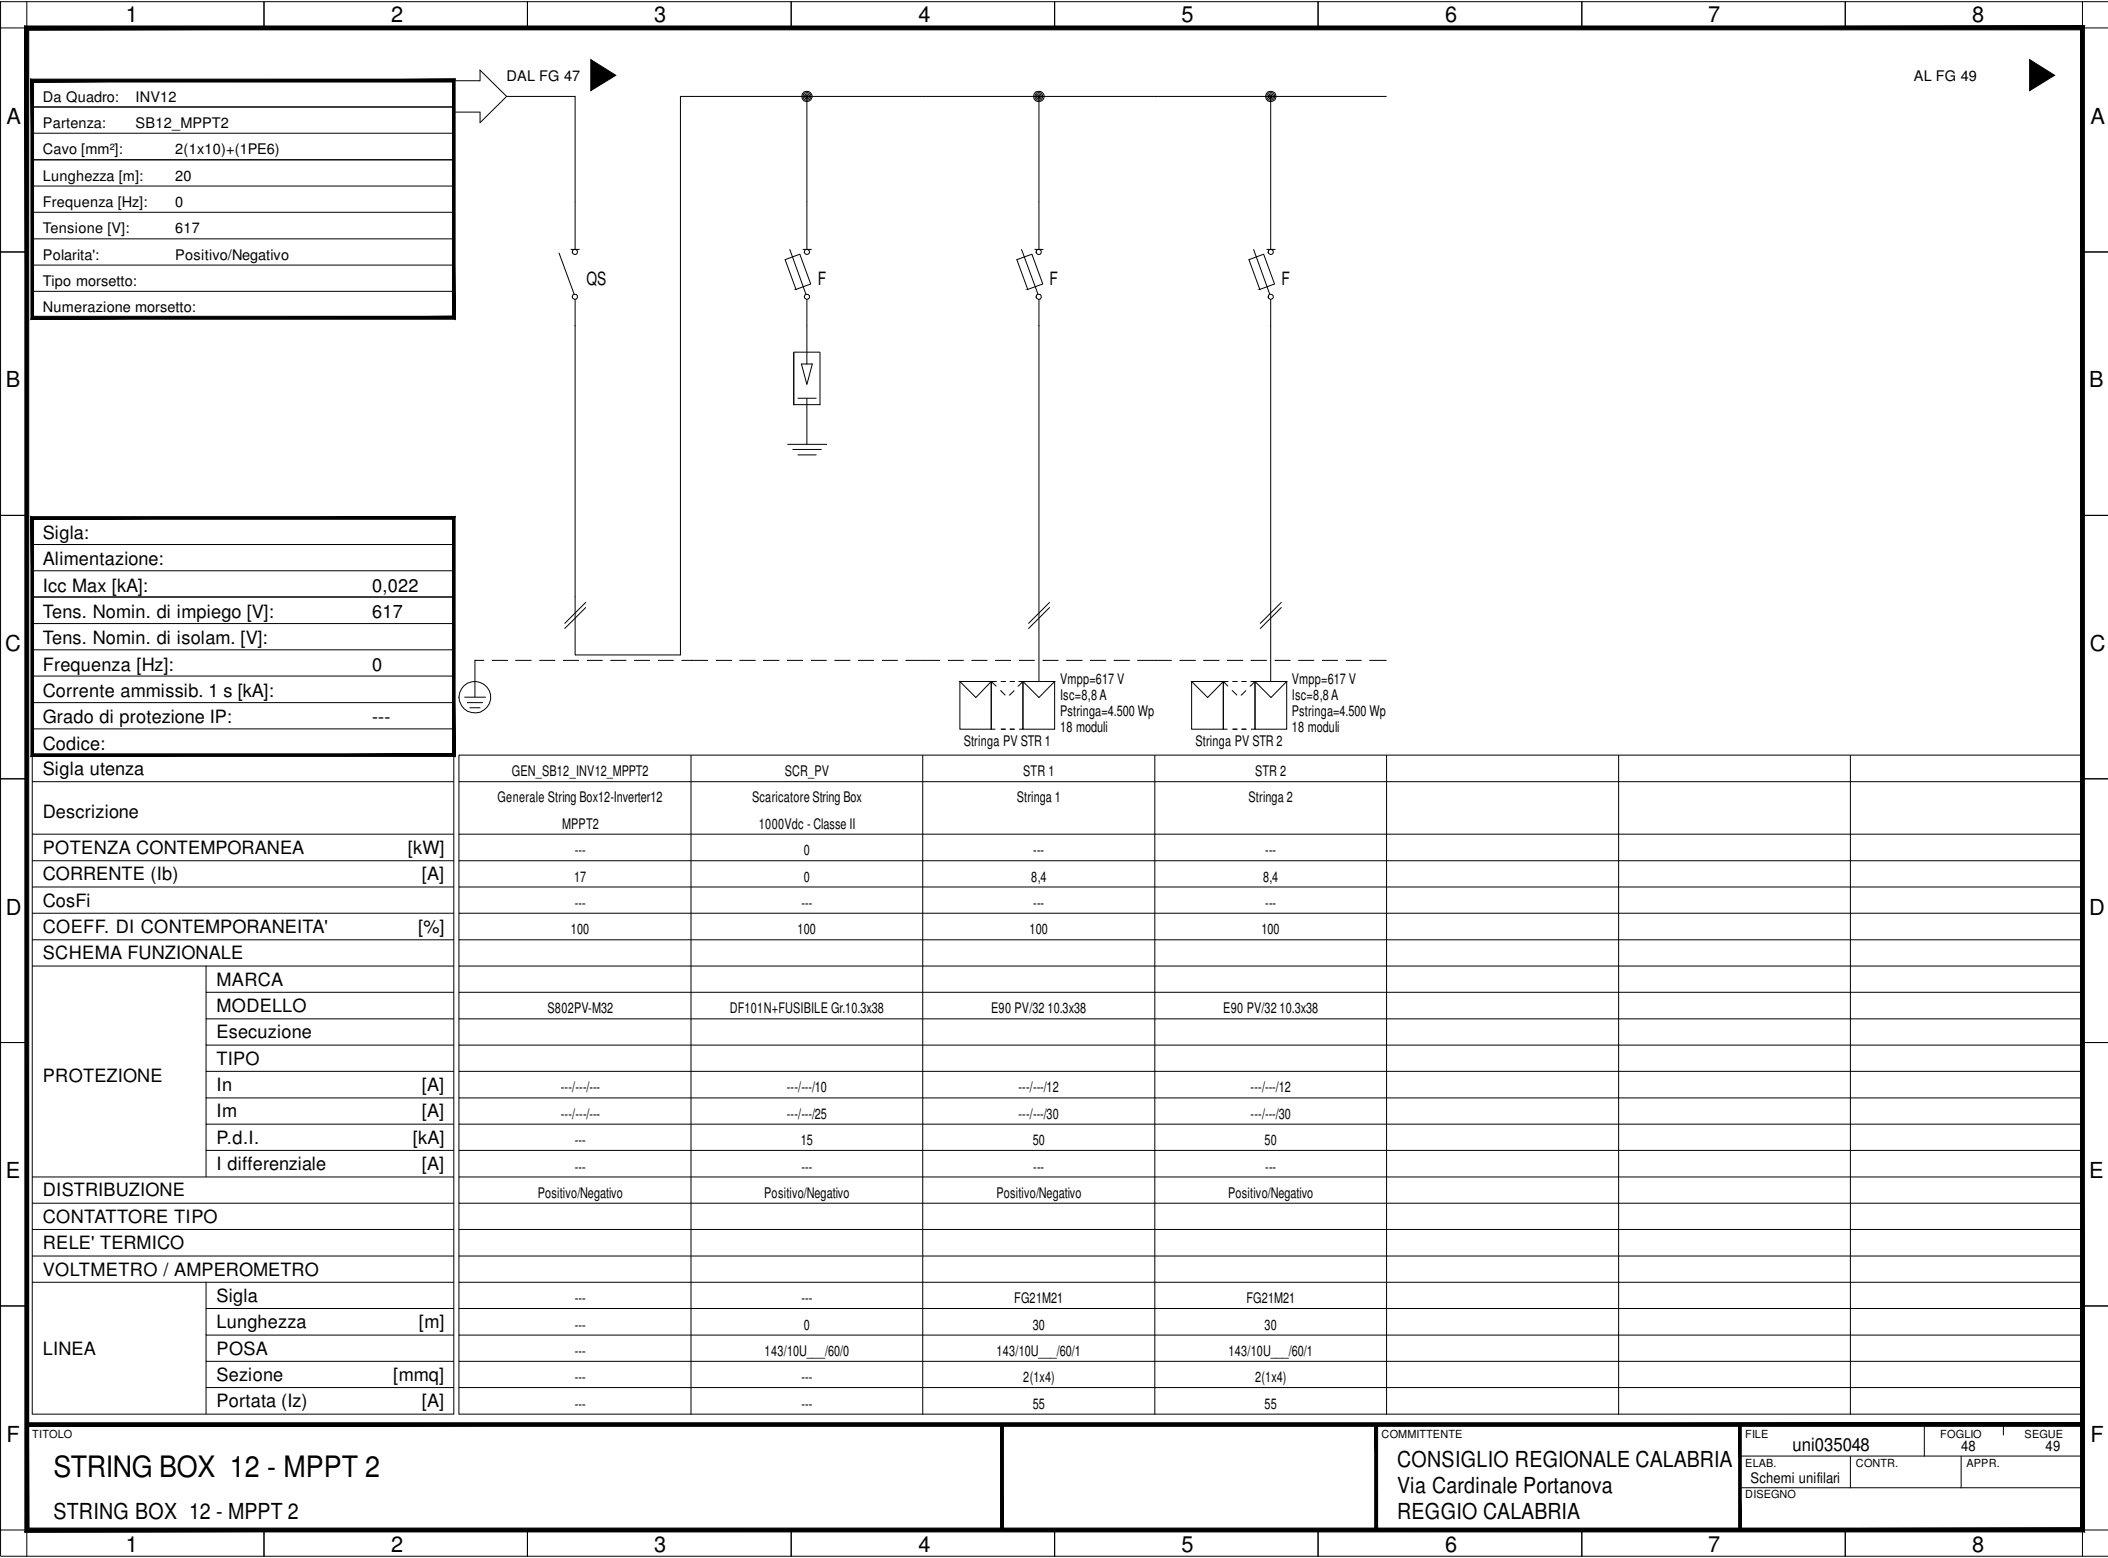 1 2 3 4 5 6 7 8
DAL FG 47
AL FG 49
A A
Da Quadro: INV12
Partenza: SB12_MPPT2
Cavo [mm²]: 2(1x10)+(1PE6)
Lunghezza [m]: 20
Frequenza [Hz]: 0
Tensione [V]: 617
Polarita': Positivo/Negativo
Tipo morsetto:
Numerazione morsetto:
QS F F F
B B
Sigla:
Alimentazione:
Icc Max [kA]: 0,022
Tens. Nomin. di impiego [V]: 617
Tens. Nomin. di isolam. [V]:
Frequenza [Hz]: 0
Corrente ammissib. 1 s [kA]:
Grado di protezione IP: ---
Codice:
C C
Vmpp=617 V
Isc=8,8 A
Pstringa=4.500 Wp
18 moduli
Stringa PV STR 1
Vmpp=617 V
Isc=8,8 A
Pstringa=4.500 Wp
18 moduli
Stringa PV STR 2
Sigla utenza GEN_SB12_INV12_MPPT2 SCR_PV STR 1 STR 2
Descrizione
Generale String Box12-Inverter12 Scaricatore String Box Stringa 1 Stringa 2
MPPT2 1000Vdc - Classe II
POTENZA CONTEMPORANEA [kW] --- 0 --- ---
CORRENTE (Ib) [A] 17 0 8,4 8,4
D D
CosFi --- --- --- ---
COEFF. DI CONTEMPORANEITA' [%] 100 100 100 100
SCHEMA FUNZIONALE
PROTEZIONE
MARCA
MODELLO S802PV-M32 DF101N+FUSIBILE Gr.10.3x38 E90 PV/32 10.3x38 E90 PV/32 10.3x38
Esecuzione
TIPO
In [A] ---/---/--- ---/---/10 ---/---/12 ---/---/12
Im [A] ---/---/--- ---/---/25 ---/---/30 ---/---/30
P.d.I. [kA] --- 15 50 50
I differenziale [A] --- --- --- ---
E E
DISTRIBUZIONE Positivo/Negativo Positivo/Negativo Positivo/Negativo Positivo/Negativo
CONTATTORE TIPO
RELE' TERMICO
VOLTMETRO / AMPEROMETRO
LINEA
Sigla --- --- FG21M21 FG21M21
Lunghezza [m] --- 0 30 30
POSA --- 143/10U___/60/0 143/10U___/60/1 143/10U___/60/1
Sezione [mmq] --- --- 2(1x4) 2(1x4)
Portata (Iz) [A] --- --- 55 55
F F
TITOLO
STRING BOX 12 - MPPT 2
STRING BOX 12 - MPPT 2
COMMITTENTE
CONSIGLIO REGIONALE CALABRIA
Via Cardinale Portanova
REGGIO CALABRIA
FILE uni035048
FOGLIO 48
SEGUE 49
ELAB. Schemi unifilari
CONTR.
APPR.
DISEGNO
1 2 3 4 5 6 7 8